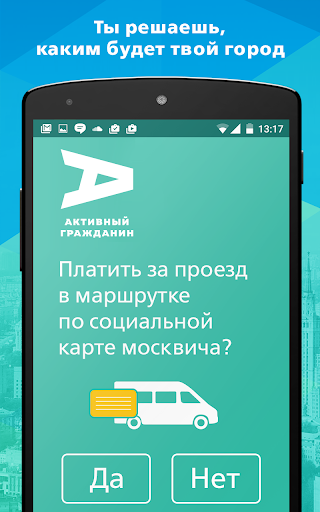 Ты решаешь,
каким будет твой город
13:17
АКТИВНЫЙ
ГРАЖДАНИН
Платить за проезд
в маршрутке
по социальной
карте москвича?
Да Нет